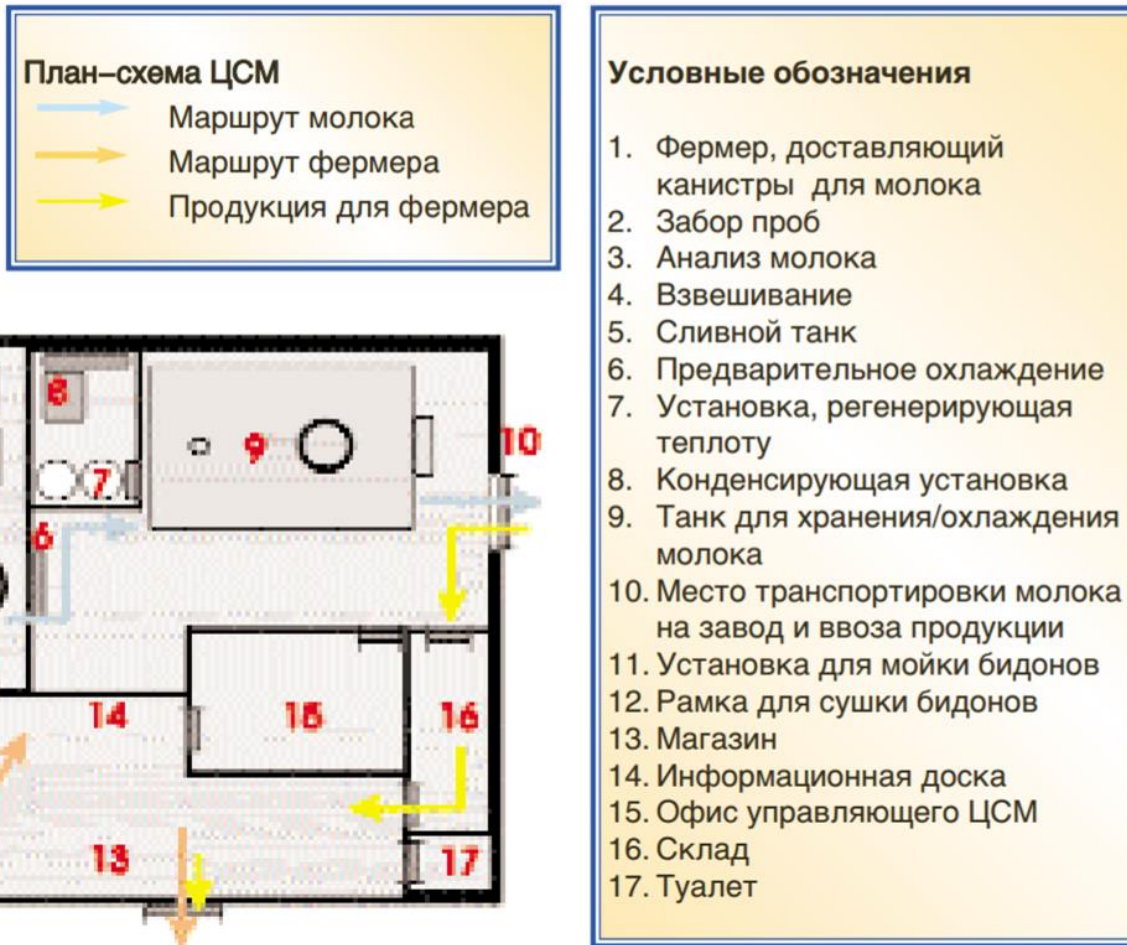 План–схема ЦСМ
Маршрут молока
Маршрут фермера
Продукция для фермера
Условные обозначения
1. Фермер, доставляющий
канистры для молока
2. Забор проб
3. Анализ молока
4. Взвешивание
5. Сливной танк
6. Предварительное охлаждение
7. Установка, регенерирующая
теплоту
8. Конденсирующая установка
9. Танк для хранения/охлаждения
молока
10. Место транспортировки молока
на завод и ввоза продукции
11. Установка для мойки бидонов
12. Рамка для сушки бидонов
13. Магазин
14. Информационная доска
15. Офис управляющего ЦСМ
16. Склад
17. Туалет
8
9
10
7
6
14
15
16
13
17